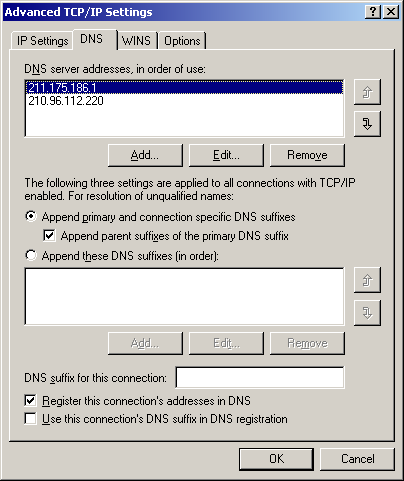 Advanced TCP/IP Settings
IP Settings DNS WINS Options
DNS server addresses, in order of use:
211.175.186.1
210.96.112.220
Add... Edit... Remove
The following three settings are applied to all connections with TCP/IP
enabled. For resolution of unqualified names:
Append primary and connection specific DNS suffixes
Append parent suffixes of the primary DNS suffix
Append these DNS suffixes (in order):
Add... Edit... Remove
DNS suffix for this connection:
Register this connection's addresses in DNS
Use this connection's DNS suffix in DNS registration
OK Cancel